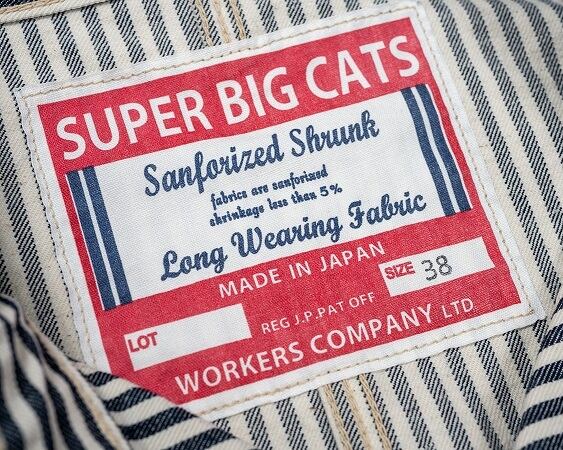 SUPER BIG CATS
Sanforized Shrunk
fabrics are sanforized
shrinkage less than 5%
Long Wearing Fabric
MADE IN JAPAN
SIZE 38
LOT
REG J.P.PAT OFF
WORKERS COMPANY LTD.